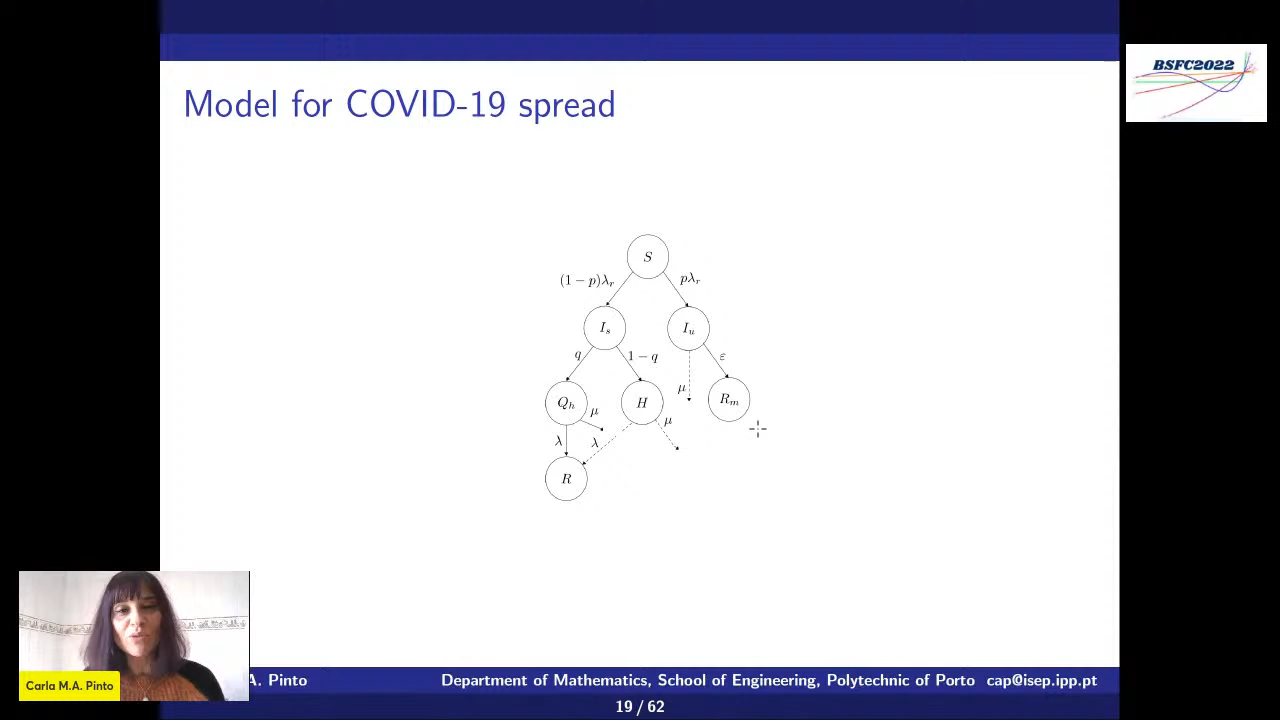 BSFC2022
Model for COVID-19 spread
S
(1 − p)λᵣ
pλᵣ
Iₛ
Iᵤ
q
1 − q
ε
μ
Qₕ
H
Rₘ
μ
μ
λ
λ
R
Carla M.A. Pinto
A. Pinto
Department of Mathematics, School of Engineering, Polytechnic of Porto cap@isep.ipp.pt
19 / 62